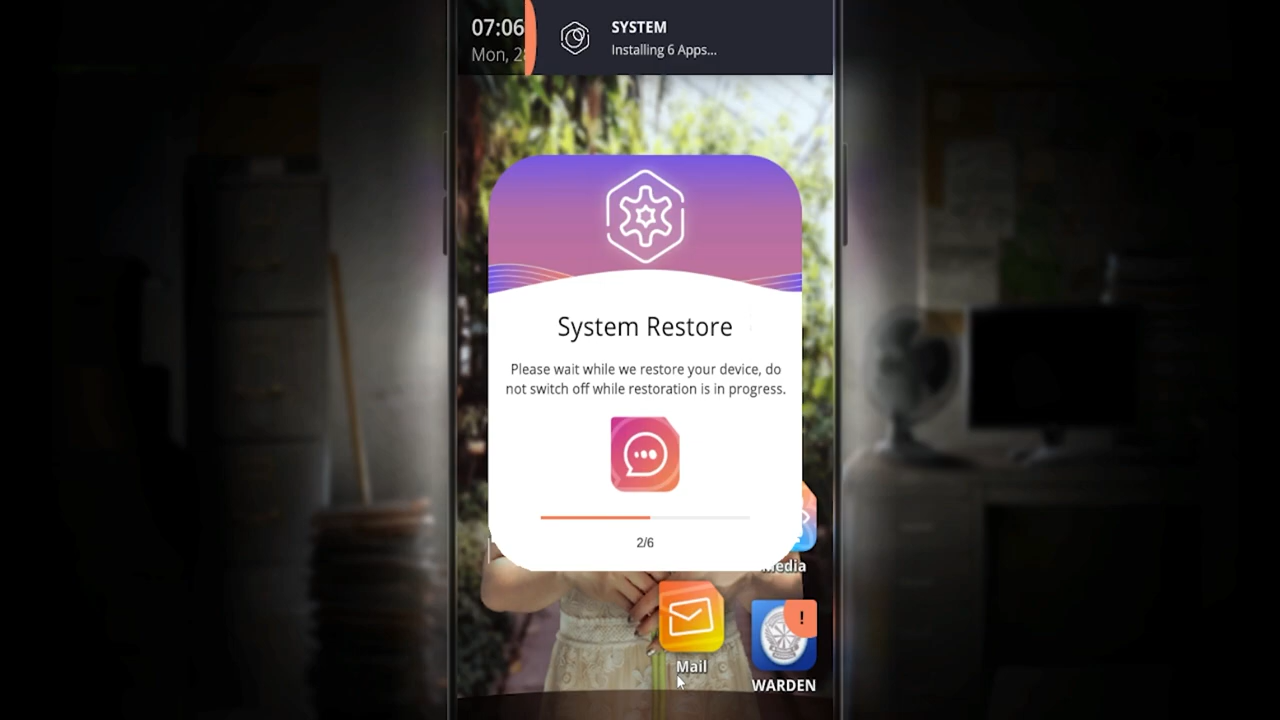 07:06
Mon, 2
SYSTEM
Installing 6 Apps...
System Restore
Please wait while we restore your device, do
not switch off while restoration is in progress.
2/6
Media
!
Mail
WARDEN